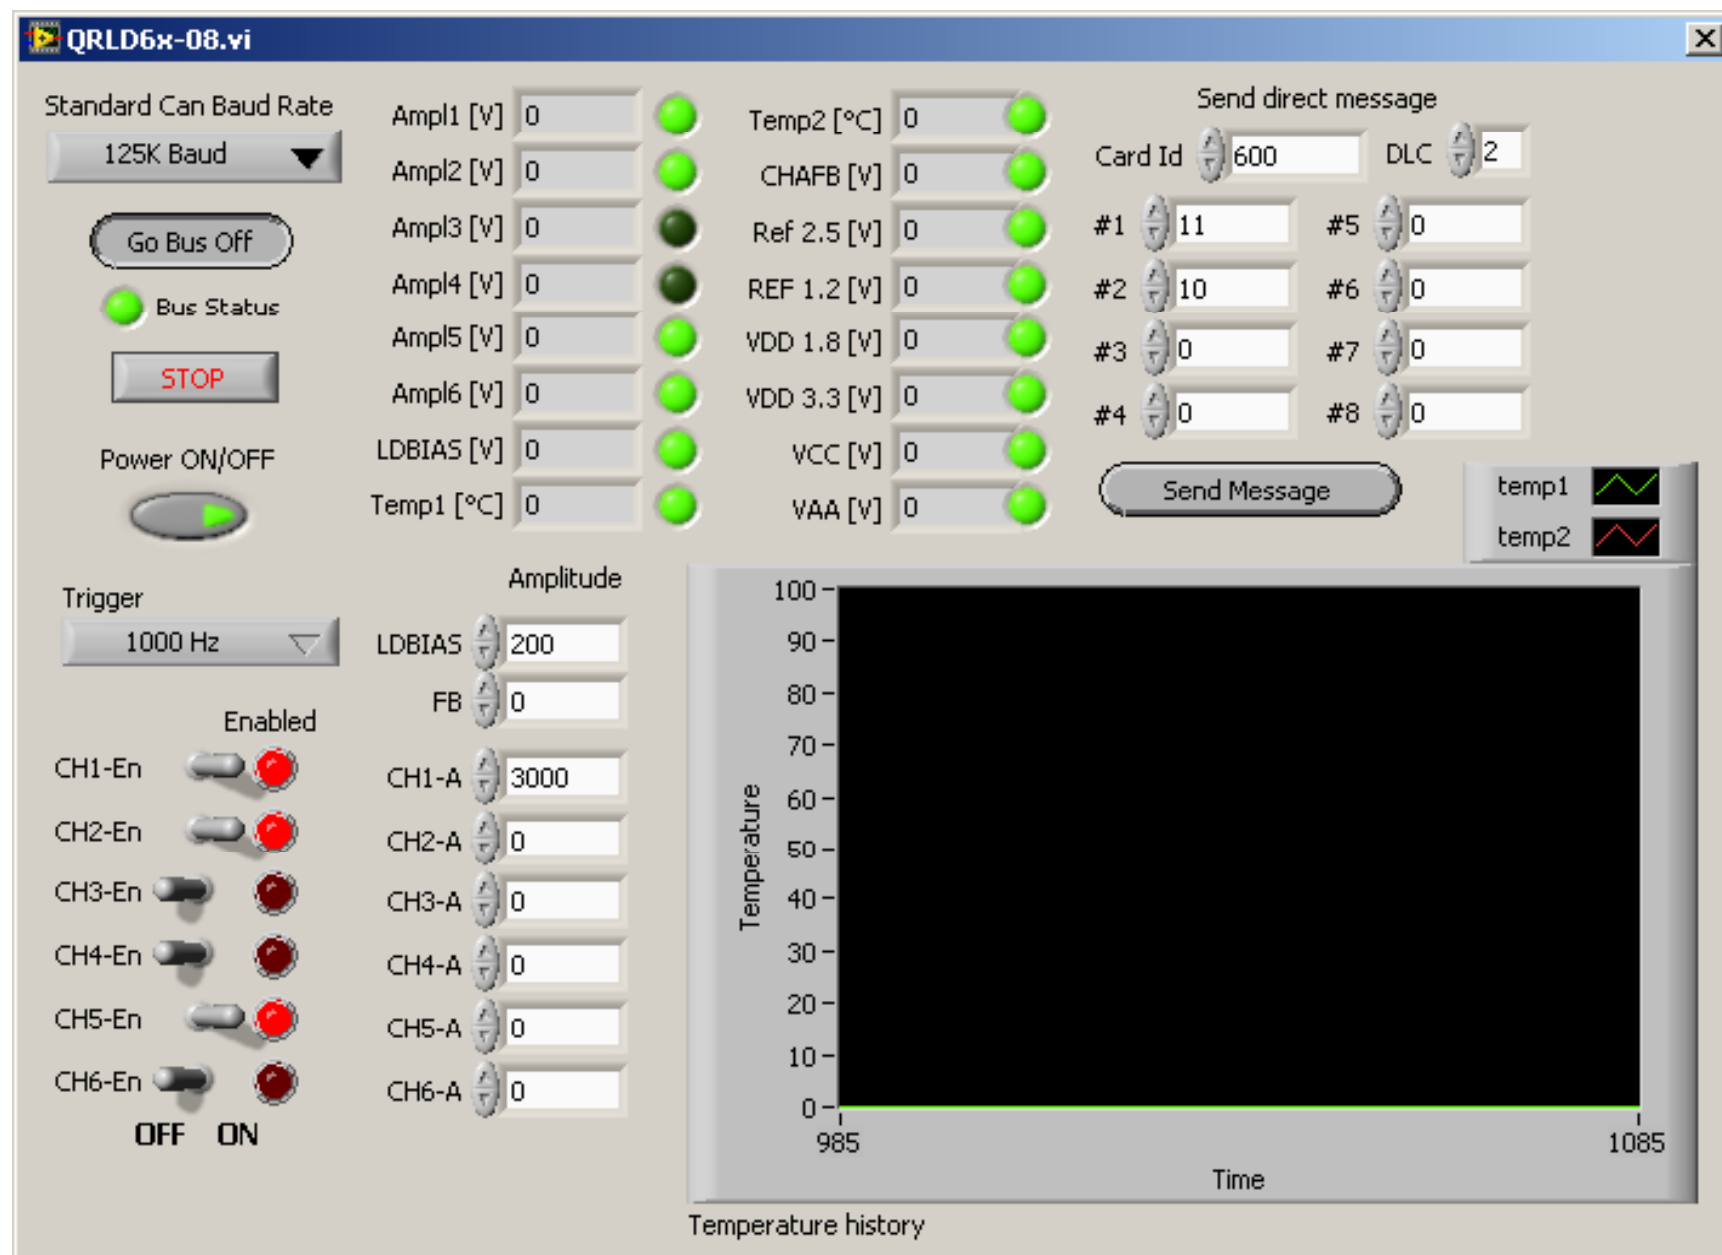 QRLD6x-08.vi
Standard Can Baud Rate
125K Baud
Go Bus Off
Bus Status
STOP
Power ON/OFF
Ampl1 [V] 0
Ampl2 [V] 0
Ampl3 [V] 0
Ampl4 [V] 0
Ampl5 [V] 0
Ampl6 [V] 0
LDBIAS [V] 0
Temp1 [°C] 0
Temp2 [°C] 0
CHAFB [V] 0
Ref 2.5 [V] 0
REF 1.2 [V] 0
VDD 1.8 [V] 0
VDD 3.3 [V] 0
VCC [V] 0
VAA [V] 0
Send direct message
Card Id 600 DLC 2
#1 11 #5 0
#2 10 #6 0
#3 0 #7 0
#4 0 #8 0
Send Message
temp1
temp2
Trigger
1000 Hz
Enabled
CH1-En
CH2-En
CH3-En
CH4-En
CH5-En
CH6-En
OFF ON
Amplitude
LDBIAS 200
FB 0
CH1-A 3000
CH2-A 0
CH3-A 0
CH4-A 0
CH5-A 0
CH6-A 0
Temperature
100
90
80
70
60
50
40
30
20
10
0
985 1085
Time
Temperature history